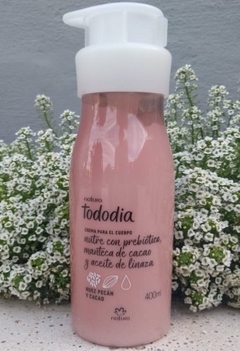 natura
tododia
CREMA PARA EL CUERPO
nutre con prebiótico,
manteca de cacao
y aceite de linaza
NUEZ PECÁN
Y CACAO
400ml
natura